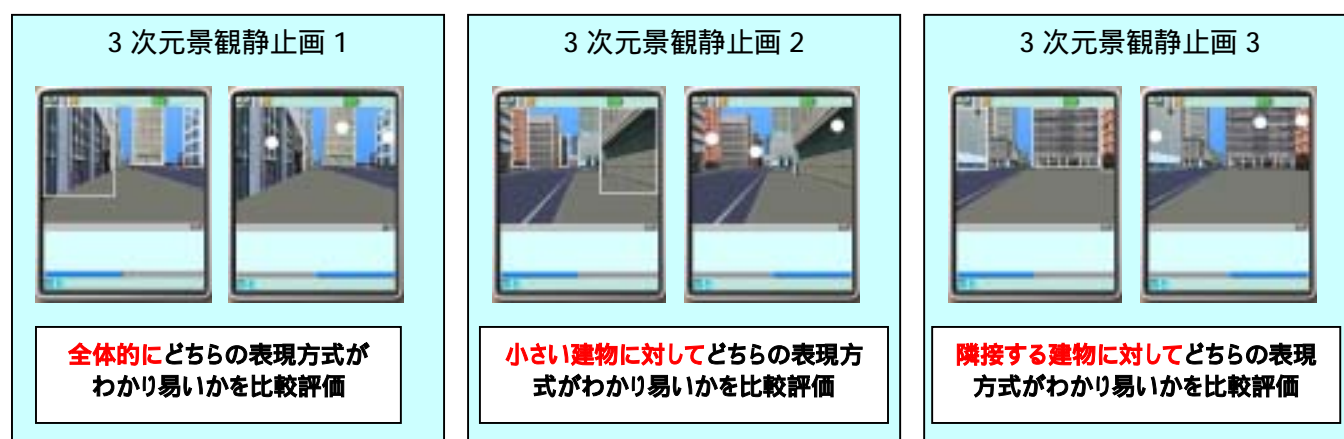 3 次元景観静止画 1
全体的にどちらの表現方式が
わかり易いかを比較評価
3 次元景観静止画 2
小さい建物に対してどちらの表現方
式がわかり易いかを比較評価
3 次元景観静止画 3
隣接する建物に対してどちらの表現
方式がわかり易いかを比較評価